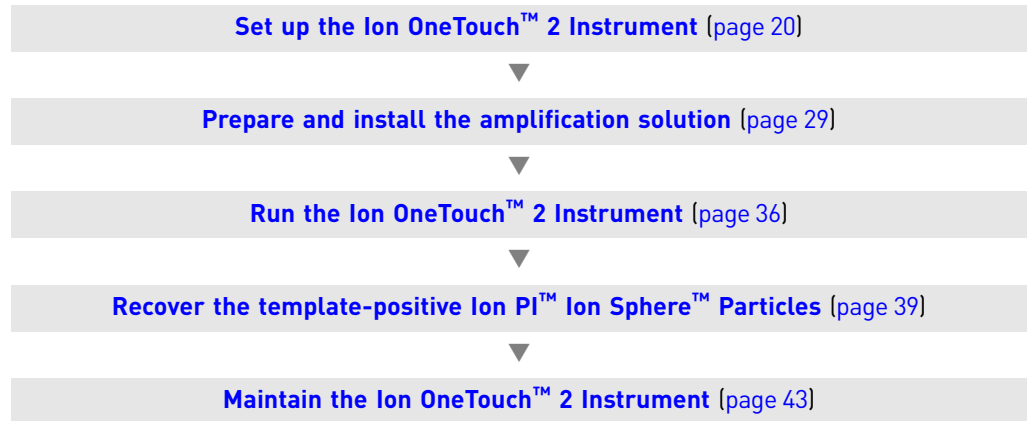 Set up the Ion OneTouch™ 2 Instrument (page 20)
Prepare and install the amplification solution (page 29)
Run the Ion OneTouch™ 2 Instrument (page 36)
Recover the template-positive Ion PI™ Ion Sphere™ Particles (page 39)
Maintain the Ion OneTouch™ 2 Instrument (page 43)